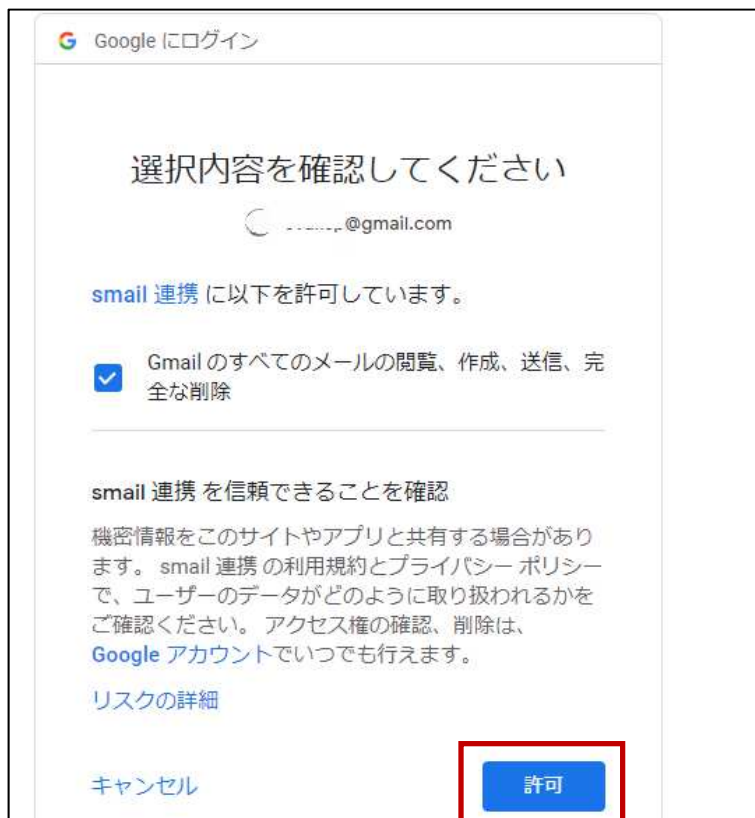 Google にログイン
選択内容を確認してください
@gmail.com
smail 連携 に以下を許可しています。
Gmail のすべてのメールの閲覧、作成、送信、完
全な削除
smail 連携 を信頼できることを確認
機密情報をこのサイトやアプリと共有する場合があり
ます。 smail 連携 の利用規約とプライバシー ポリシー
で、ユーザーのデータがどのように取り扱われるかを
ご確認ください。 アクセス権の確認、削除は、
Google アカウントでいつでも行えます。
リスクの詳細
キャンセル
許可